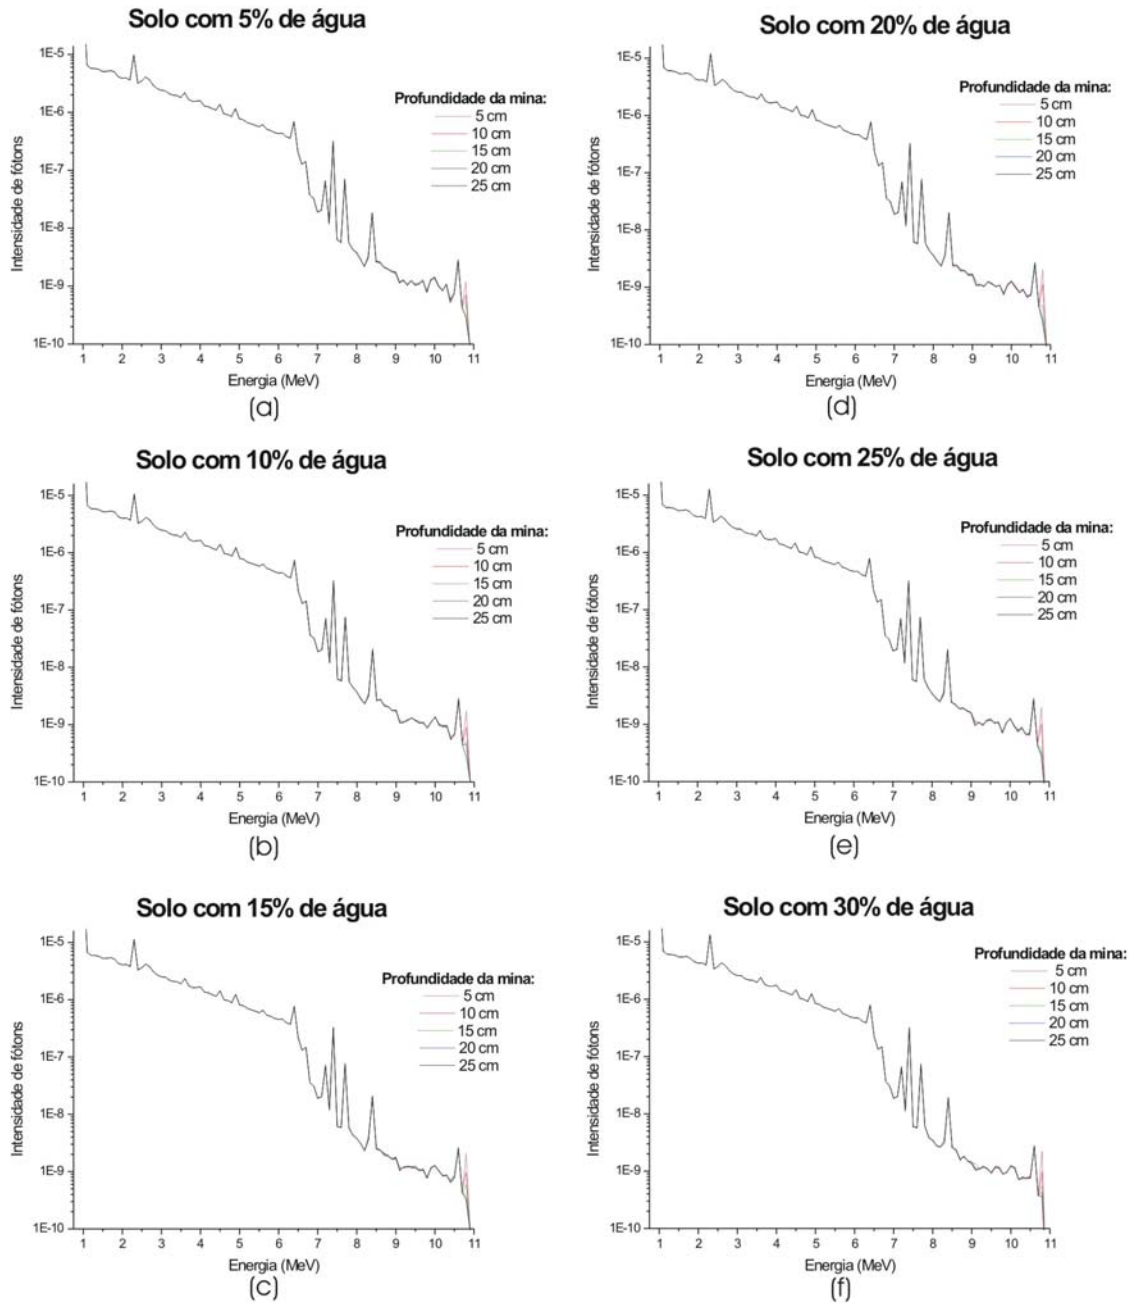 Solo com 5% de água
1E-5
1E-6
1E-7
1E-8
1E-9
1E-10
Intensidade de fótons
Profundidade da mina:
5 cm
10 cm
15 cm
20 cm
25 cm
1 2 3 4 5 6 7 8 9 10 11
Energia (MeV)
(a)
Solo com 20% de água
1E-5
1E-6
1E-7
1E-8
1E-9
1E-10
Intensidade de fótons
Profundidade da mina:
5 cm
10 cm
15 cm
20 cm
25 cm
1 2 3 4 5 6 7 8 9 10 11
Energia (MeV)
(d)
Solo com 10% de água
1E-5
1E-6
1E-7
1E-8
1E-9
1E-10
Intensidade de fótons
Profundidade da mina:
5 cm
10 cm
15 cm
20 cm
25 cm
1 2 3 4 5 6 7 8 9 10 11
Energia (MeV)
(b)
Solo com 25% de água
1E-5
1E-6
1E-7
1E-8
1E-9
1E-10
Intensidade de fótons
Profundidade da mina:
5 cm
10 cm
15 cm
20 cm
25 cm
1 2 3 4 5 6 7 8 9 10 11
Energia (MeV)
(e)
Solo com 15% de água
1E-5
1E-6
1E-7
1E-8
1E-9
1E-10
Intensidade de fótons
Profundidade da mina:
5 cm
10 cm
15 cm
20 cm
25 cm
1 2 3 4 5 6 7 8 9 10 11
Energia (MeV)
(c)
Solo com 30% de água
1E-5
1E-6
1E-7
1E-8
1E-9
1E-10
Intensidade de fótons
Profundidade da mina:
5 cm
10 cm
15 cm
20 cm
25 cm
1 2 3 4 5 6 7 8 9 10 11
Energia (MeV)
(f)